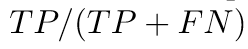 TP/(TP + FN)